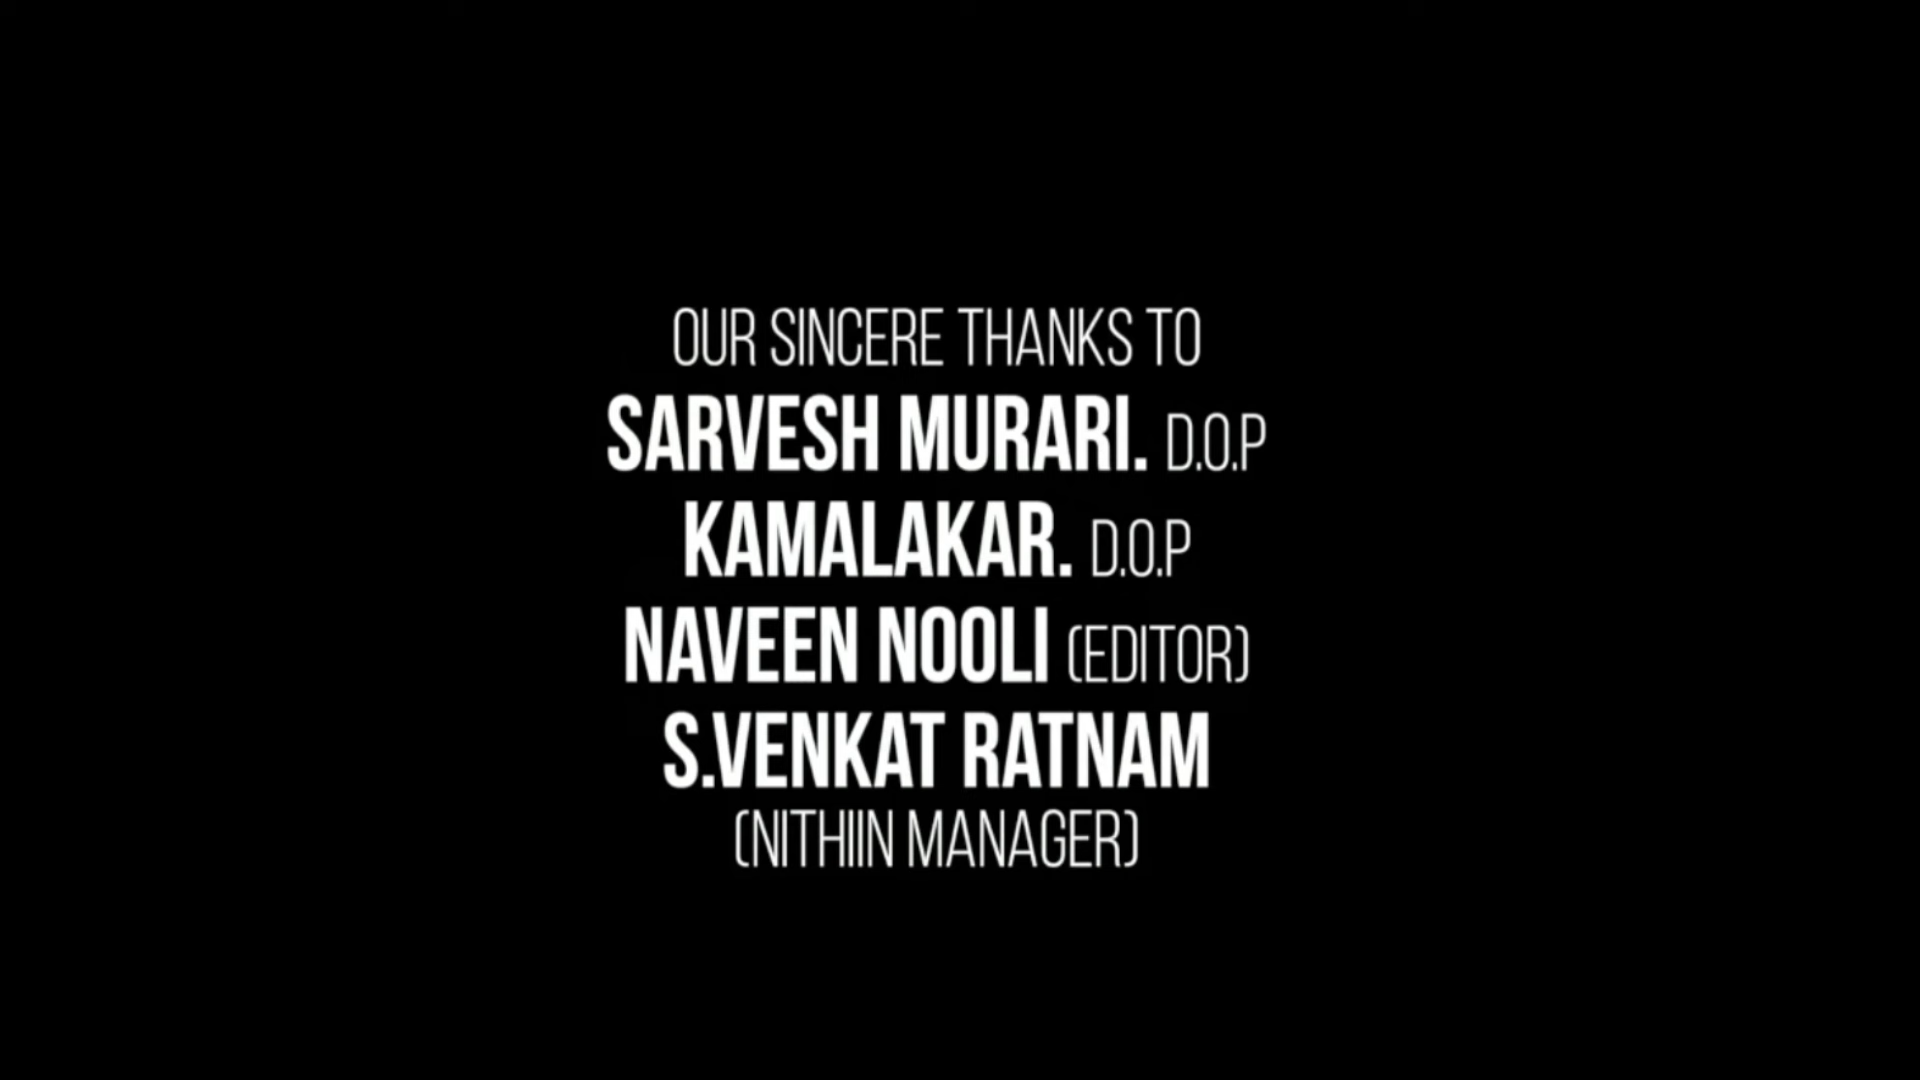 OUR SINCERE THANKS TO
SARVESH MURARI. D.O.P
KAMALAKAR. D.O.P
NAVEEN NOOLI (EDITOR)
S.VENKAT RATNAM
(NITHIIN MANAGER)